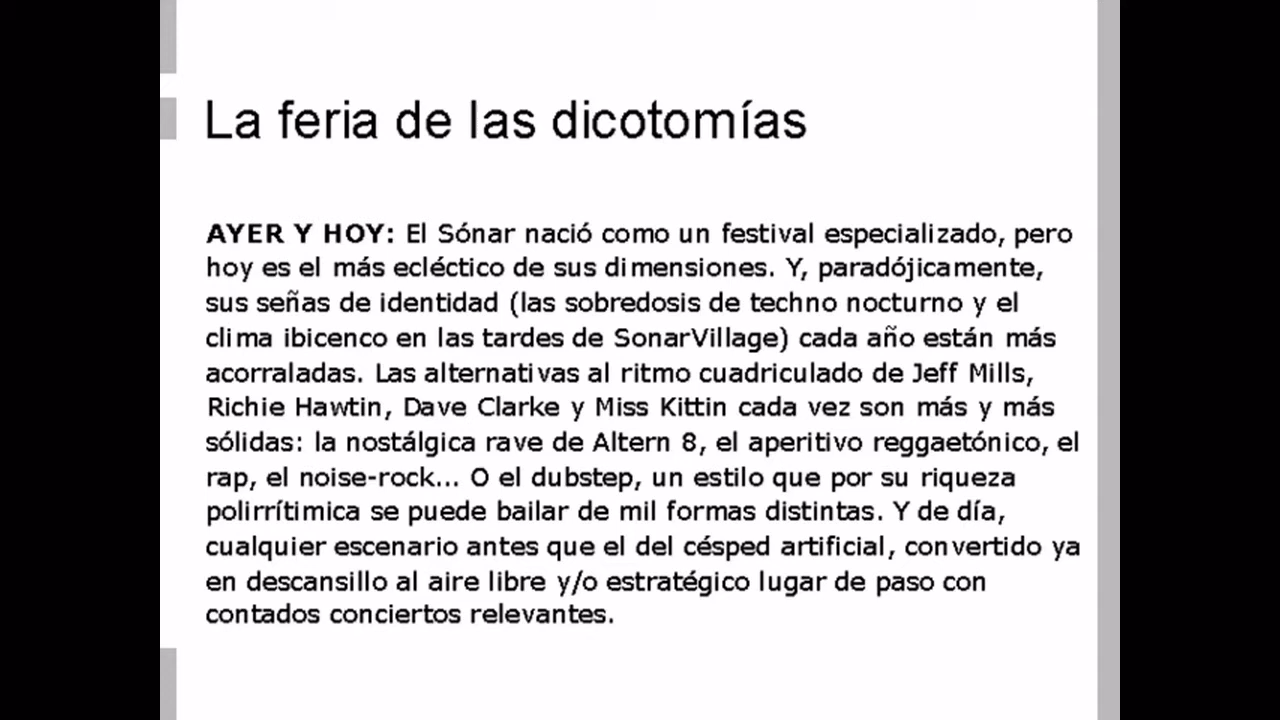 La feria de las dicotomías
AYER Y HOY: El Sónar nació como un festival especializado, pero
hoy es el más ecléctico de sus dimensiones. Y, paradójicamente,
sus señas de identidad (las sobredosis de techno nocturno y el
clima ibicenco en las tardes de SonarVillage) cada año están más
acorraladas. Las alternativas al ritmo cuadriculado de Jeff Mills,
Richie Hawtin, Dave Clarke y Miss Kittin cada vez son más y más
sólidas: la nostálgica rave de Altern 8, el aperitivo reggaetónico, el
rap, el noise-rock... O el dubstep, un estilo que por su riqueza
polirrítimica se puede bailar de mil formas distintas. Y de día,
cualquier escenario antes que el del césped artificial, convertido ya
en descansillo al aire libre y/o estratégico lugar de paso con
contados conciertos relevantes.